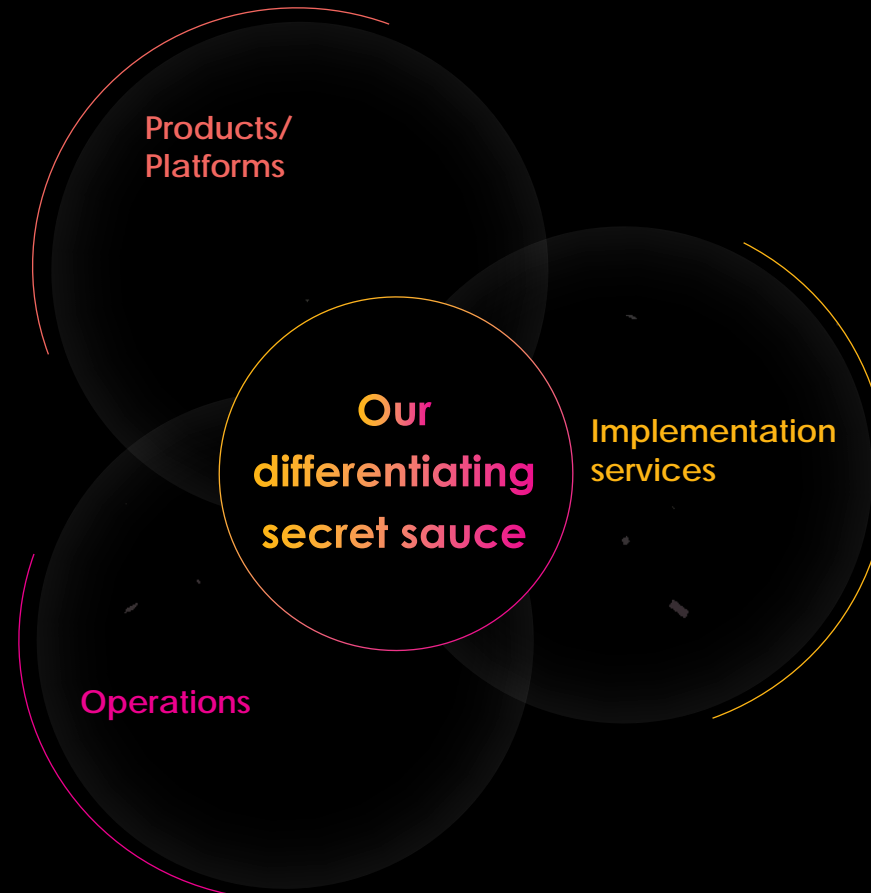 Products/
Platforms
Our
differentiating
secret sauce
Implementation
services
Operations